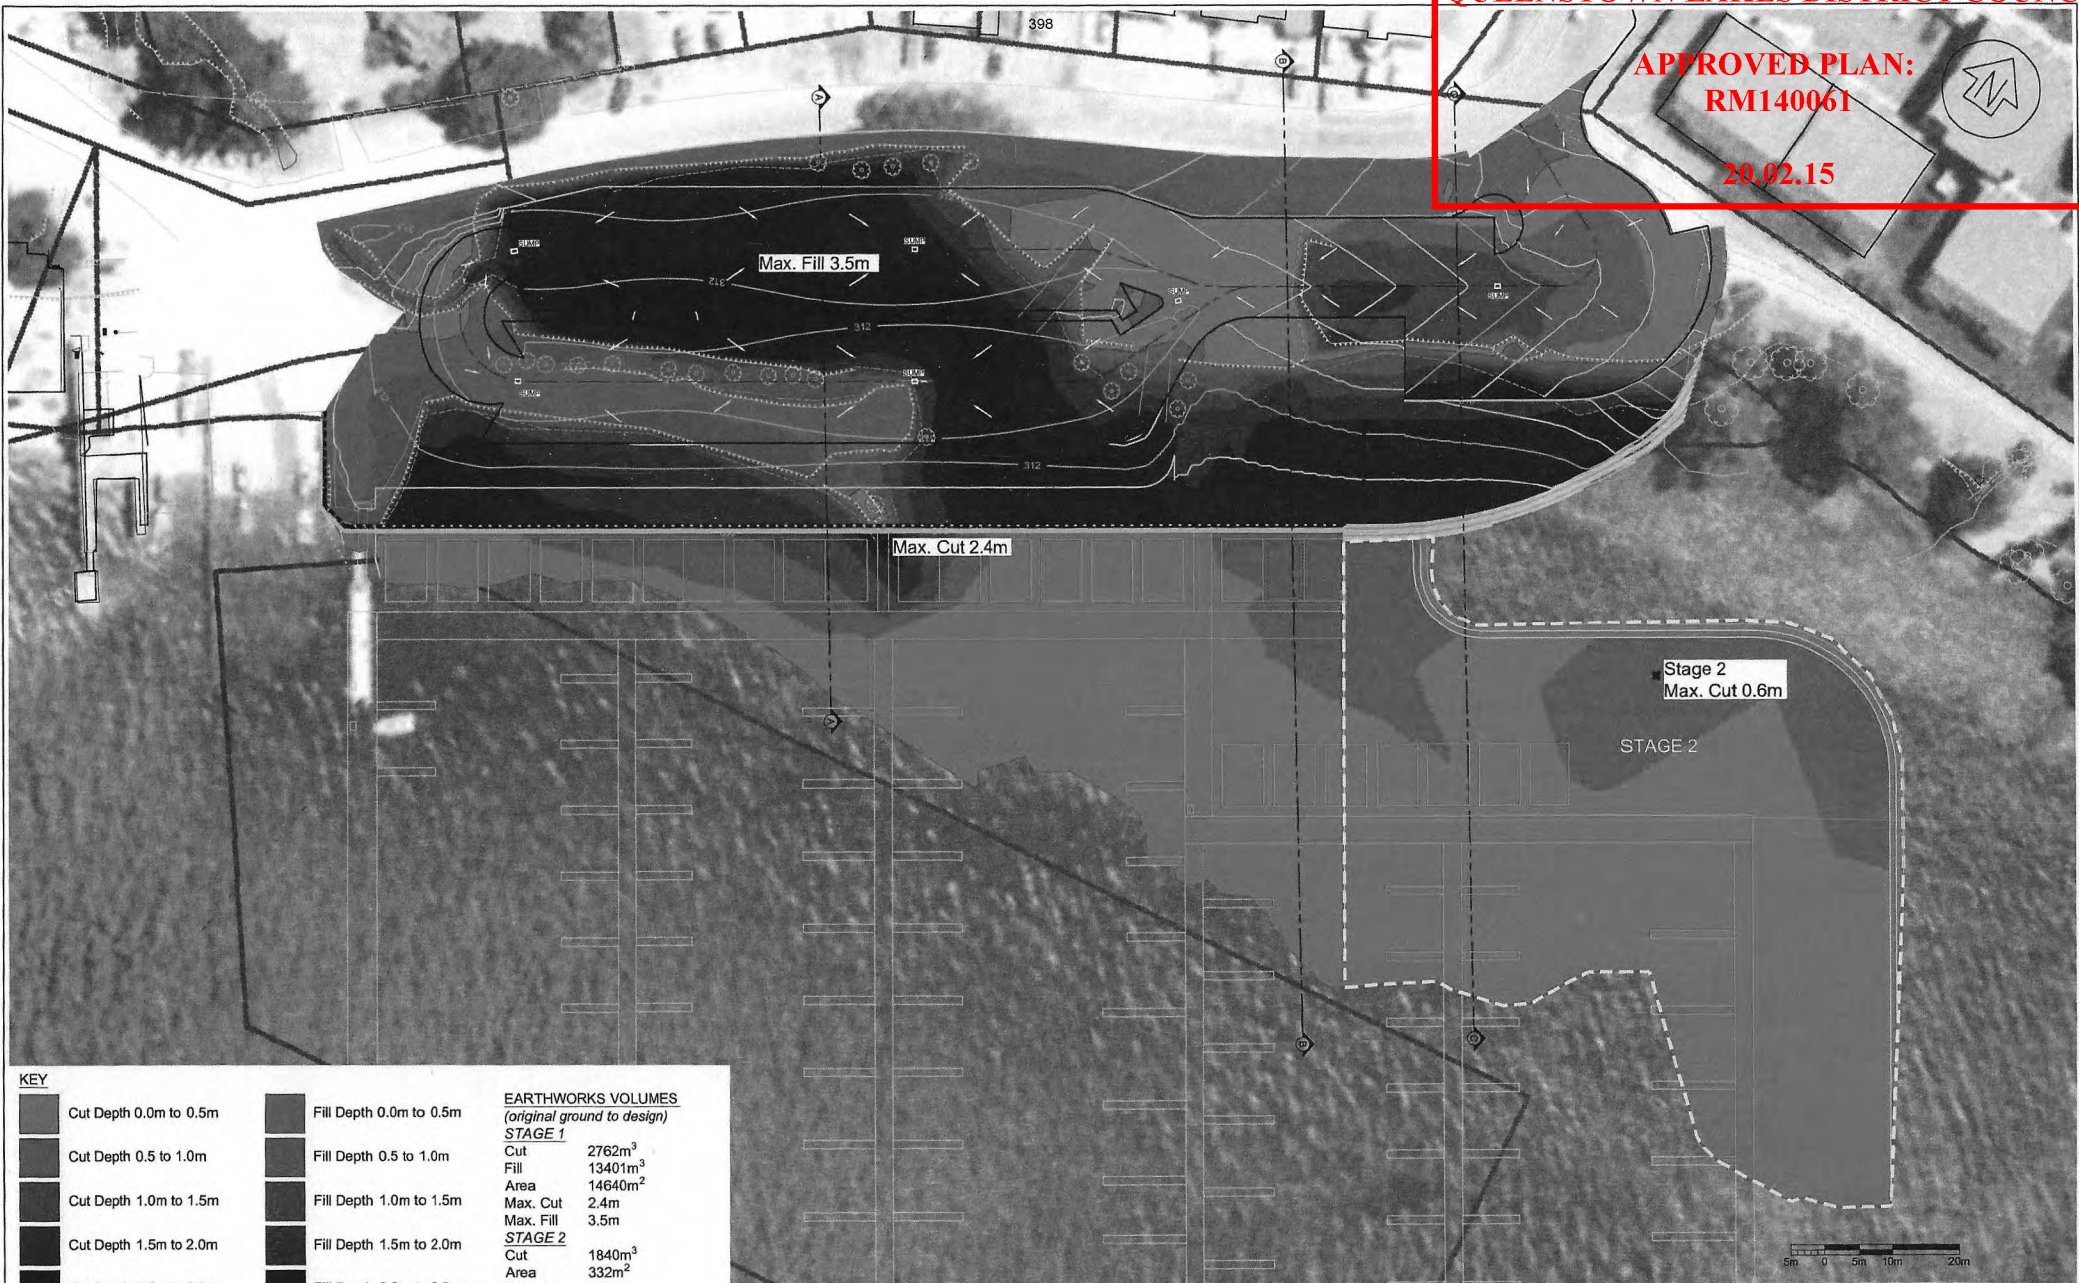 398
QUEENSTOWN LAKES DISTRICT COUNC
APPROVED PLAN:
RM140061
20.02.15
N
A
B
C
SUMP
SUMP
Max. Fill 3.5m
312
SUMP
SUMP
312
SUMP
SUMP
312
Max. Cut 2.4m
Stage 2
Max. Cut 0.6m
STAGE 2
A
B
C
KEY
Cut Depth 0.0m to 0.5m
Cut Depth 0.5 to 1.0m
Cut Depth 1.0m to 1.5m
Cut Depth 1.5m to 2.0m
Fill Depth 0.0m to 0.5m
Fill Depth 0.5 to 1.0m
Fill Depth 1.0m to 1.5m
Fill Depth 1.5m to 2.0m
EARTHWORKS VOLUMES
(original ground to design)
STAGE 1
Cut 2762m³
Fill 13401m³
Area 14640m²
Max. Cut 2.4m
Max. Fill 3.5m
STAGE 2
Cut 1840m³
Area 332m²
5m 0 5m 10m 20m